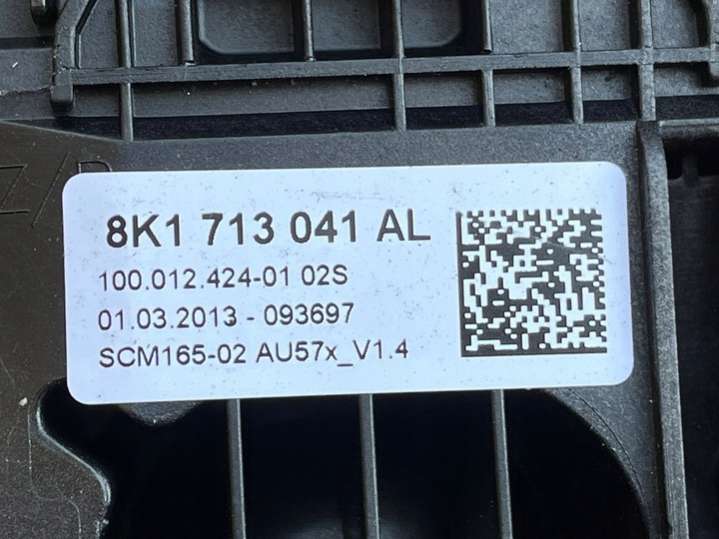 8K1 713 041 AL
100.012.424-01 02S
01.03.2013 - 093697
SCM165-02 AU57x_V1.4